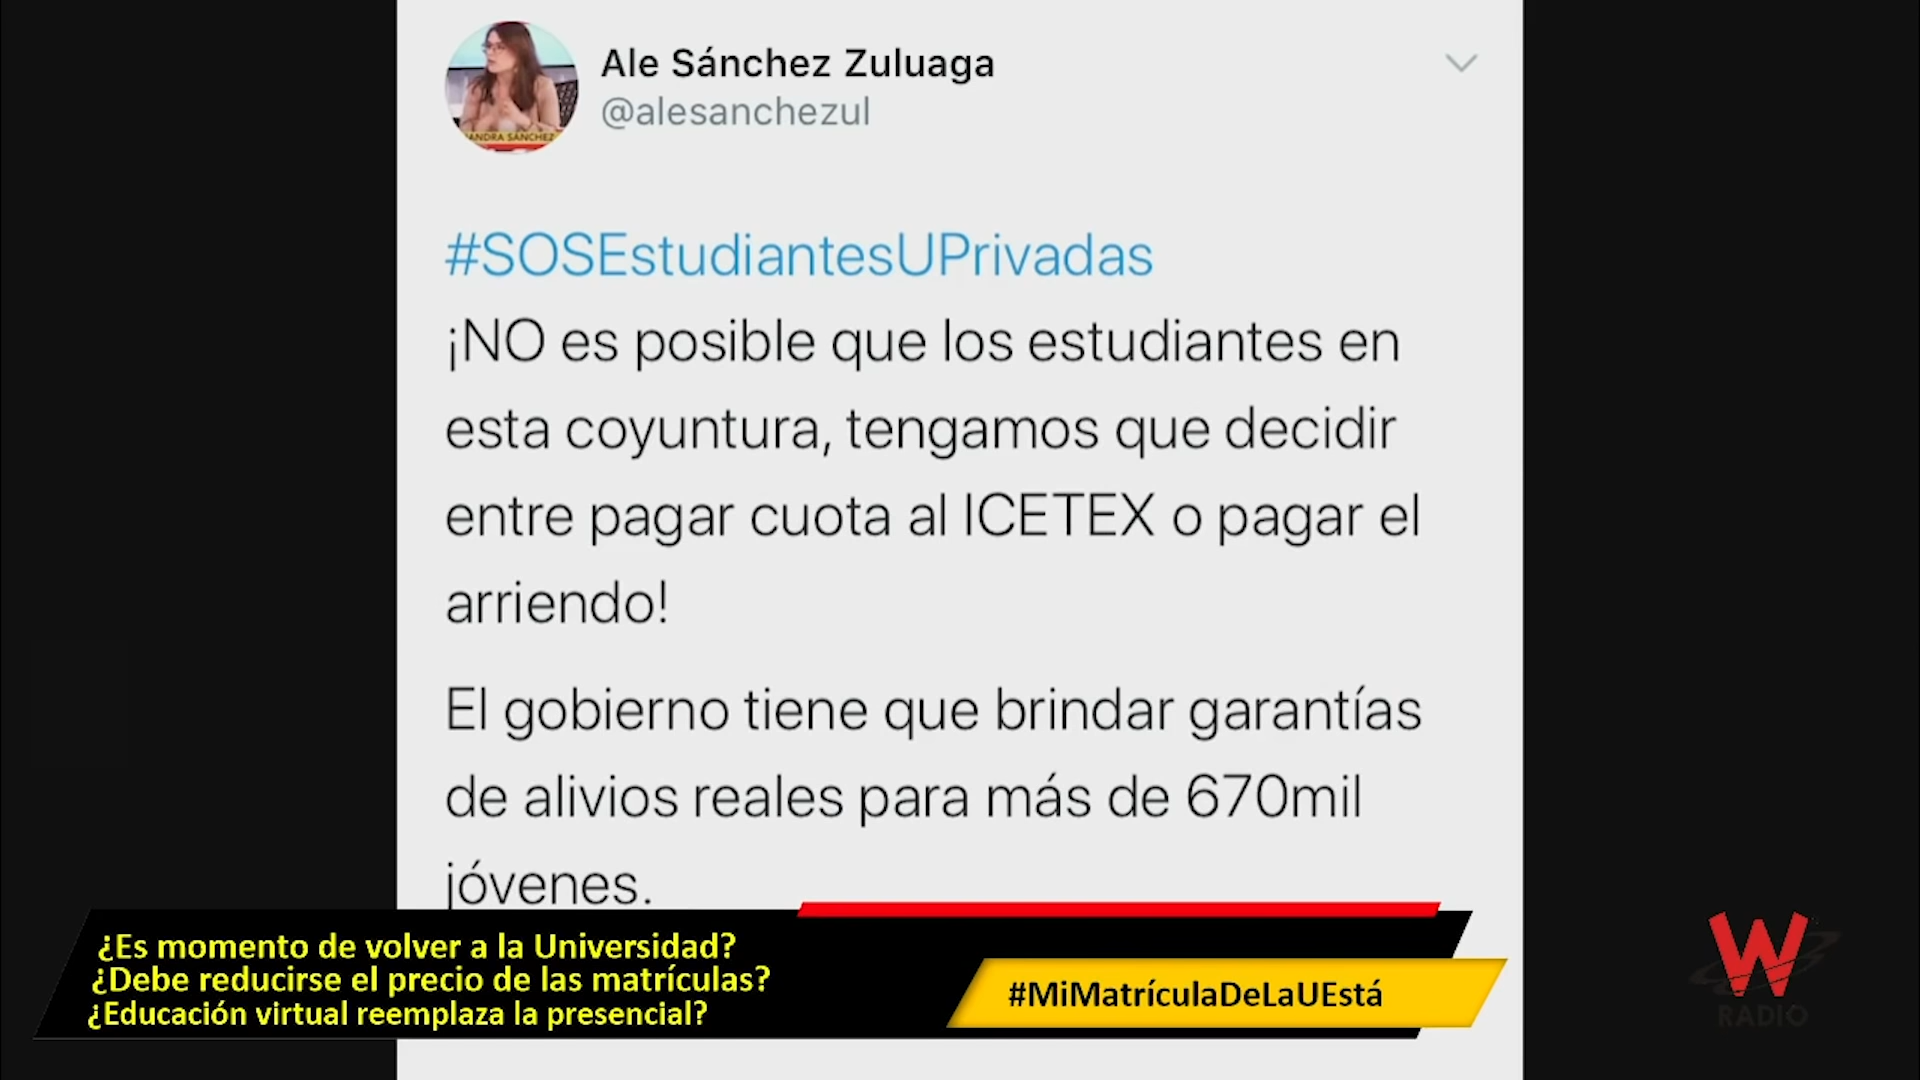 Ale Sánchez Zuluaga
@alesanchezul
ANDRA SÁNCHEZ
#SOSEstudiantesUPrivadas
¡NO es posible que los estudiantes en
esta coyuntura, tengamos que decidir
entre pagar cuota al ICETEX o pagar el
arriendo!
El gobierno tiene que brindar garantías
de alivios reales para más de 670mil
jóvenes.
¿Es momento de volver a la Universidad?
¿Debe reducirse el precio de las matrículas?
¿Educación virtual reemplaza la presencial?
#MiMatrículaDeLaUEstá
W
RADIO